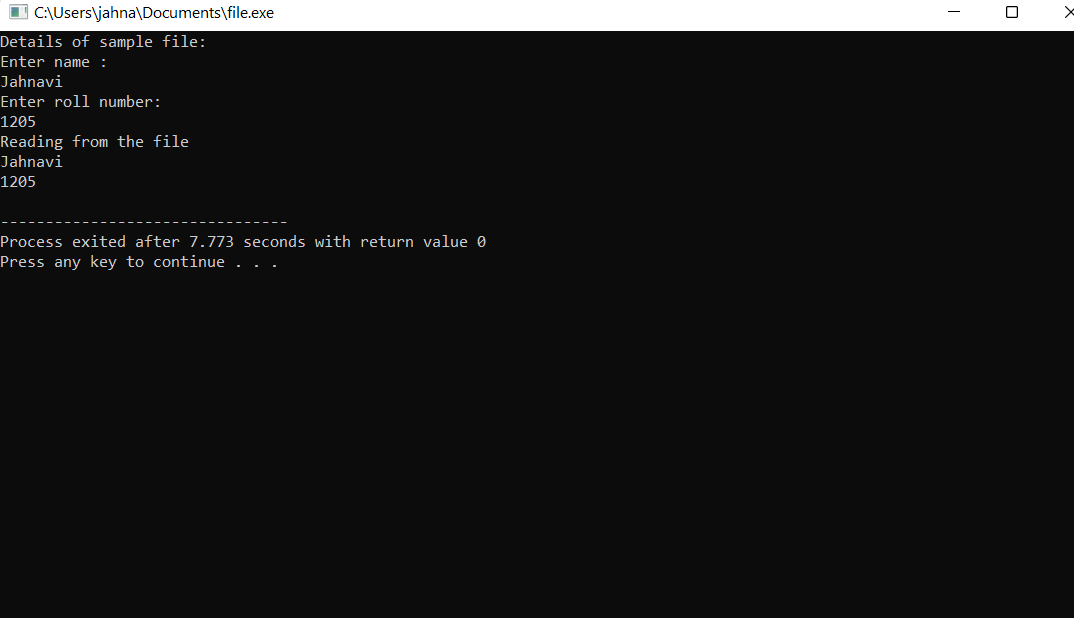 C:\Users\jahna\Documents\file.exe
Details of sample file:
Enter name :
Jahnavi
Enter roll number:
1205
Reading from the file
Jahnavi
1205
--------------------------------
Process exited after 7.773 seconds with return value 0
Press any key to continue . . .